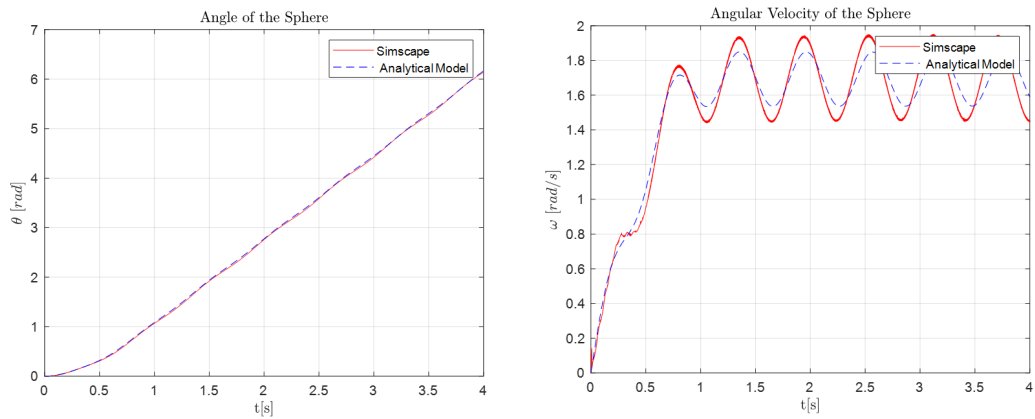 Angle of the Sphere
7
6
5
4
3
2
1
0
θ [rad]
Simscape
Analytical Model
0 0.5 1 1.5 2 2.5 3 3.5 4
t[s]
Angular Velocity of the Sphere
2
1.8
1.6
1.4
1.2
1
0.8
0.6
0.4
0.2
0
ω [rad/s]
Simscape
Analytical Model
0 0.5 1 1.5 2 2.5 3 3.5 4
t[s]